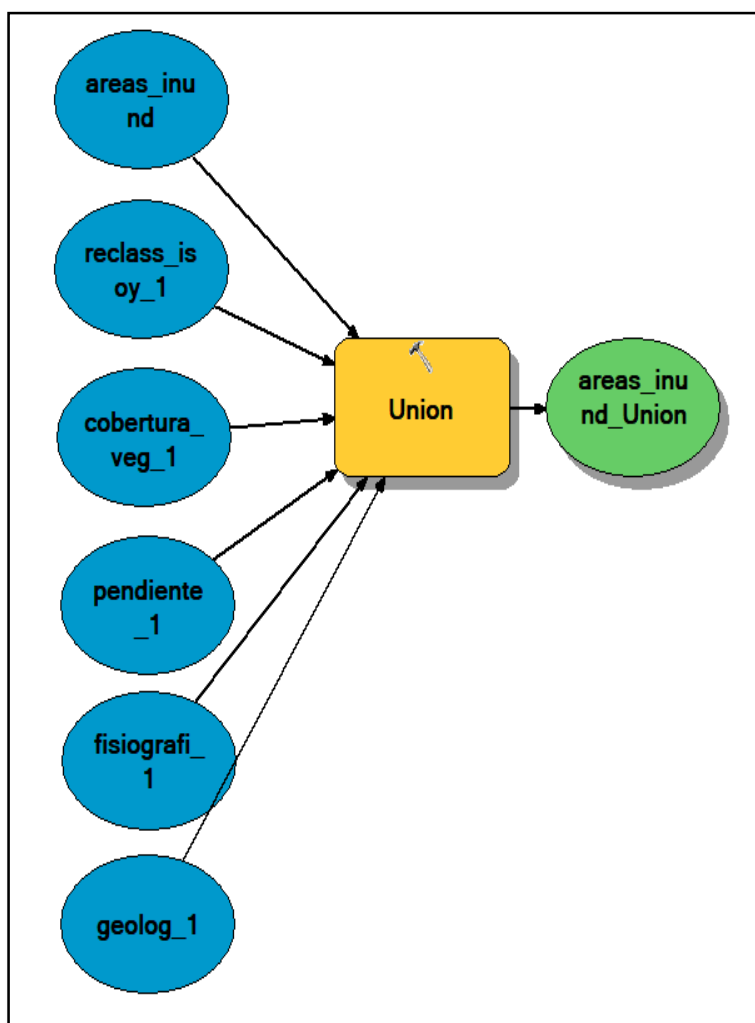 areas_inu
nd
reclass_is
oy_1
cobertura_
veg_1
pendiente
_1
fisiografi_
1
geolog_1
Union
areas_inu
nd_Union